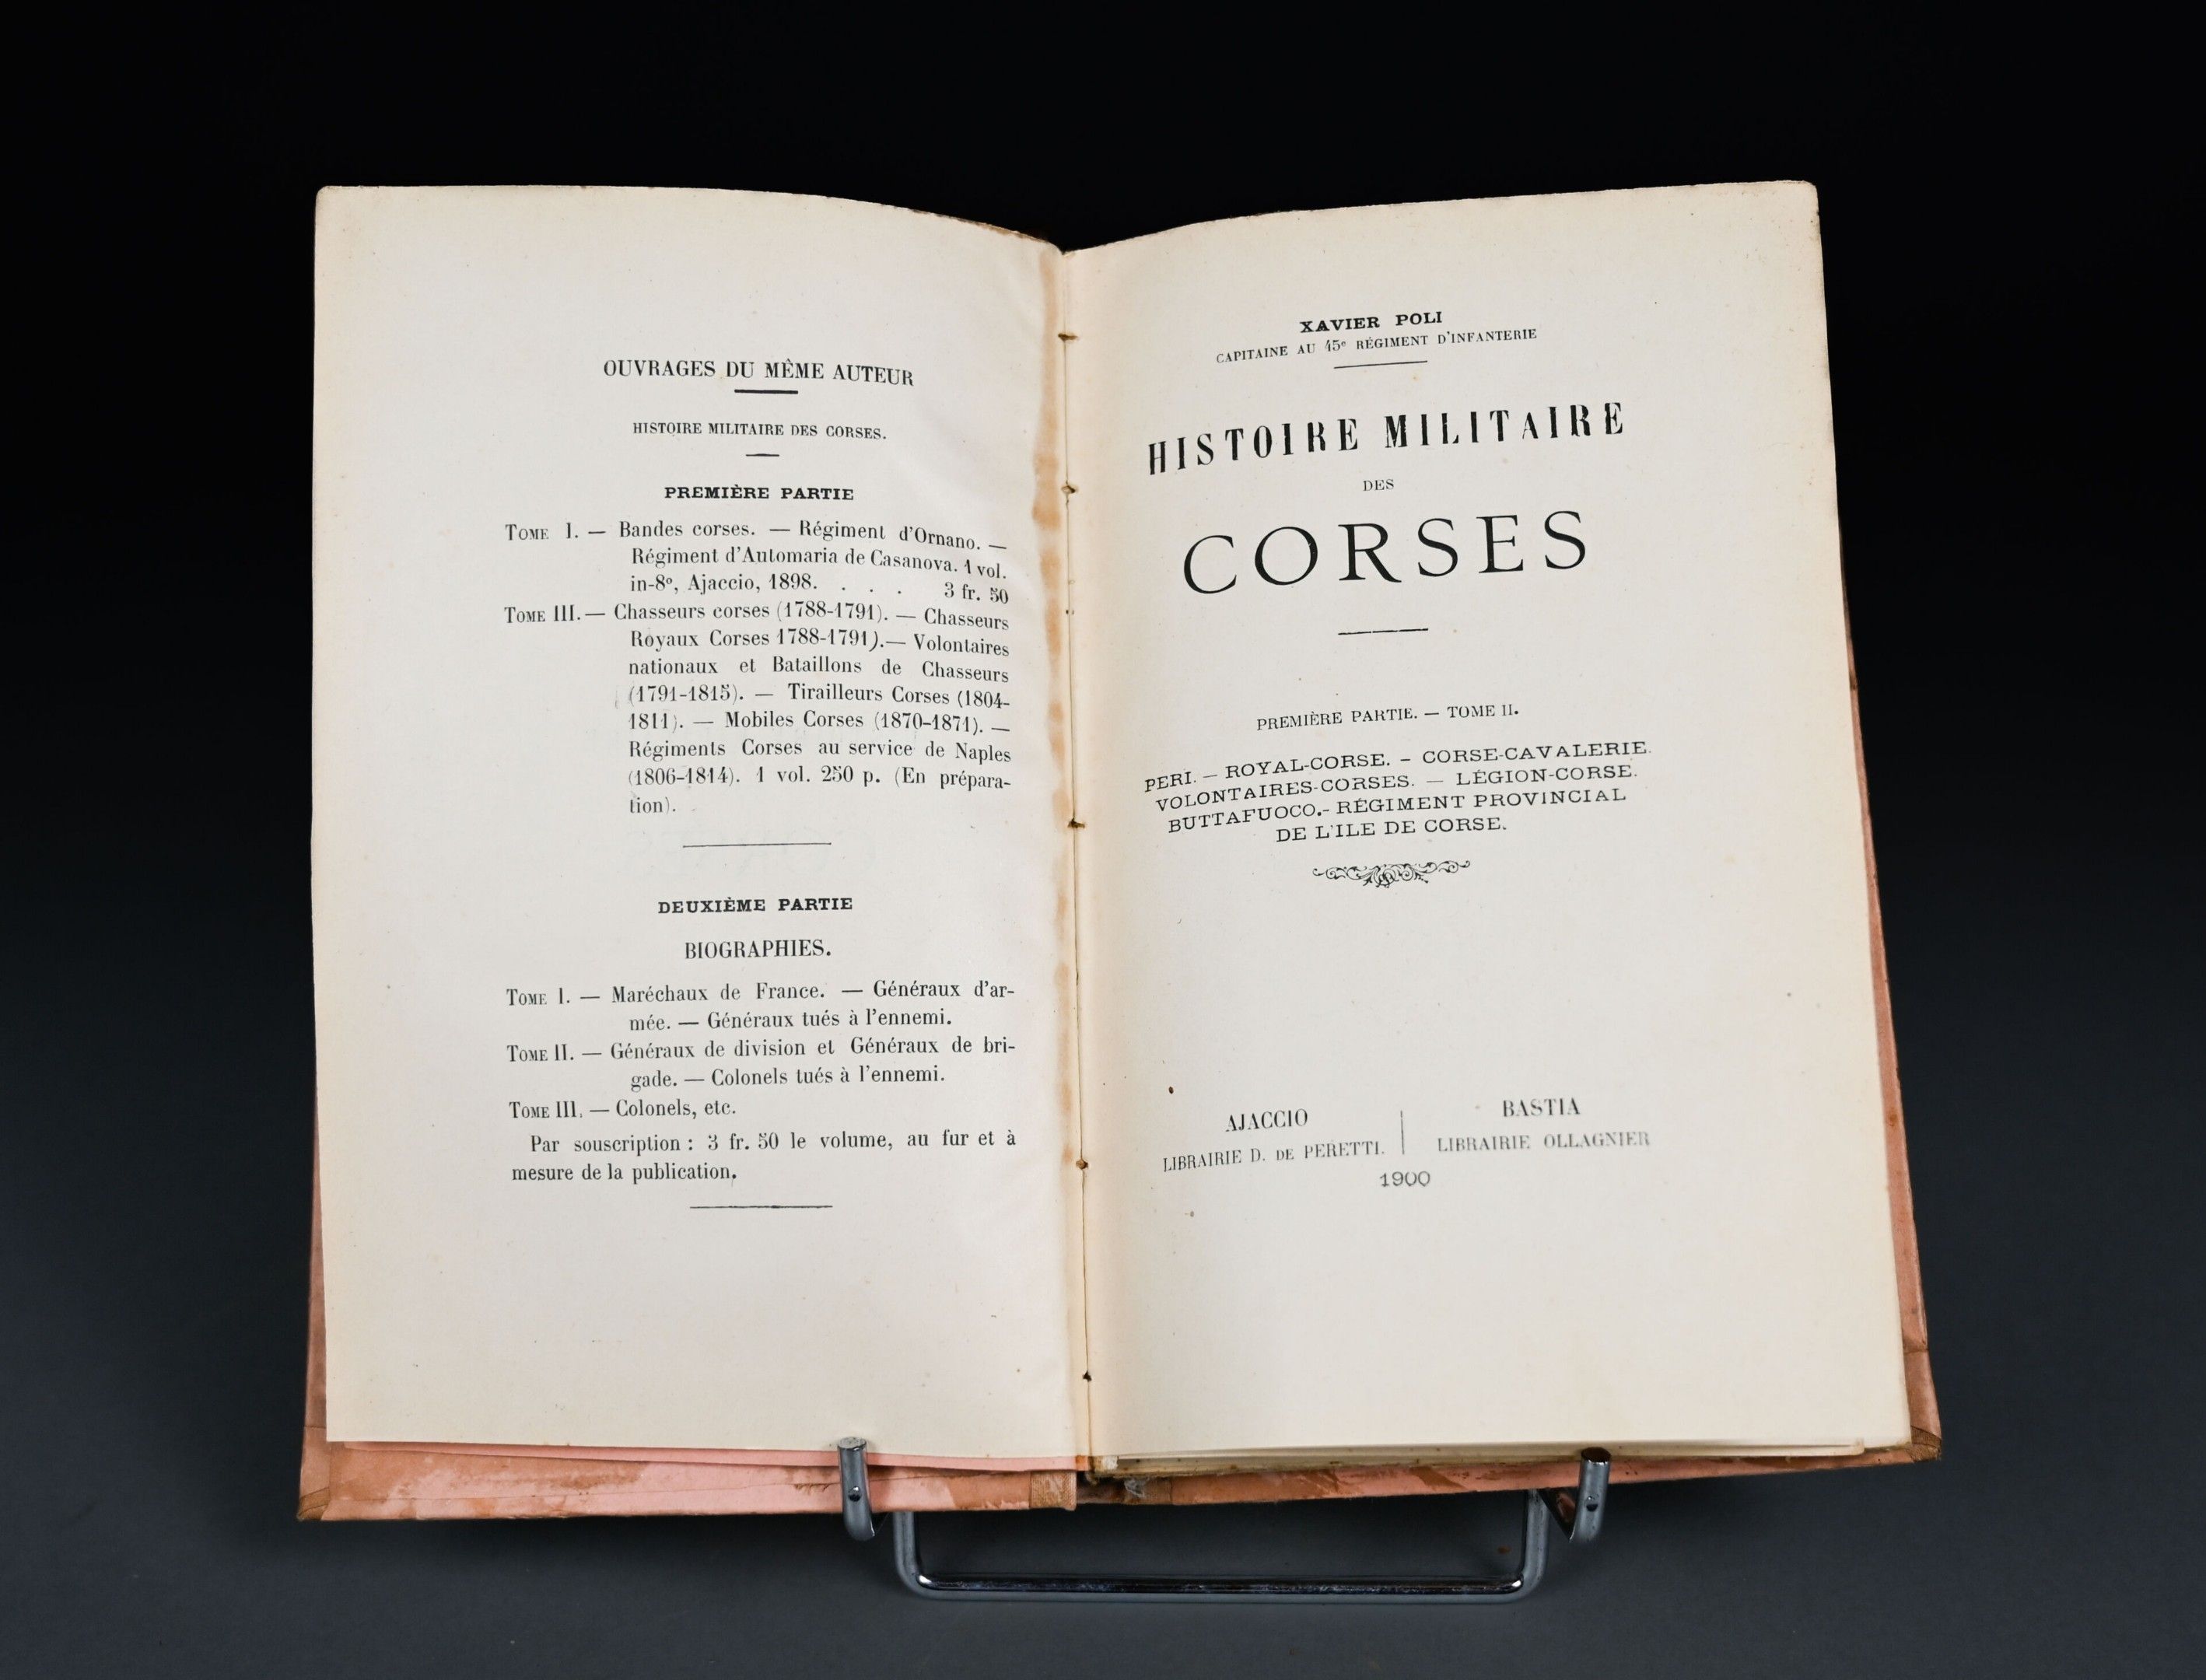 OUVRAGES DU MÊME AUTEUR
HISTOIRE MILITAIRE DES CORSES.
PREMIÈRE PARTIE
TOME I. — Bandes corses. — Régiment d'Ornano. —
Régiment d'Automaria de Casanova. 1 vol.
in-8º, Ajaccio, 1898. . . . 3 fr. 50
TOME III. — Chasseurs corses (1788-1791). — Chasseurs
Royaux Corses 1788-1791). — Volontaires
nationaux et Bataillons de Chasseurs
(1791-1815). — Tirailleurs Corses (1804-
1811). — Mobiles Corses (1870-1871). —
Régiments Corses au service de Naples
(1806-1814). 1 vol. 250 p. (En prépara-
tion).
DEUXIÈME PARTIE
BIOGRAPHIES.
TOME I. — Maréchaux de France. — Généraux d'ar-
mée. — Généraux tués à l'ennemi.
TOME II. — Généraux de division et Généraux de bri-
gade. — Colonels tués à l'ennemi.
TOME III. — Colonels, etc.
Par souscription : 3 fr. 50 le volume, au fur et à
mesure de la publication.
XAVIER POLI
CAPITAINE AU 45e RÉGIMENT D'INFANTERIE
HISTOIRE MILITAIRE
DES
CORSES
PREMIÈRE PARTIE. — TOME II.
PERI. — ROYAL-CORSE. - CORSE-CAVALERIE.
VOLONTAIRES-CORSES. — LÉGION-CORSE.
BUTTAFUOCO.- RÉGIMENT PROVINCIAL
DE L'ILE DE CORSE.
AJACCIO
LIBRAIRIE D. DE PERETTI.
BASTIA
LIBRAIRIE OLLAGNIER
1900